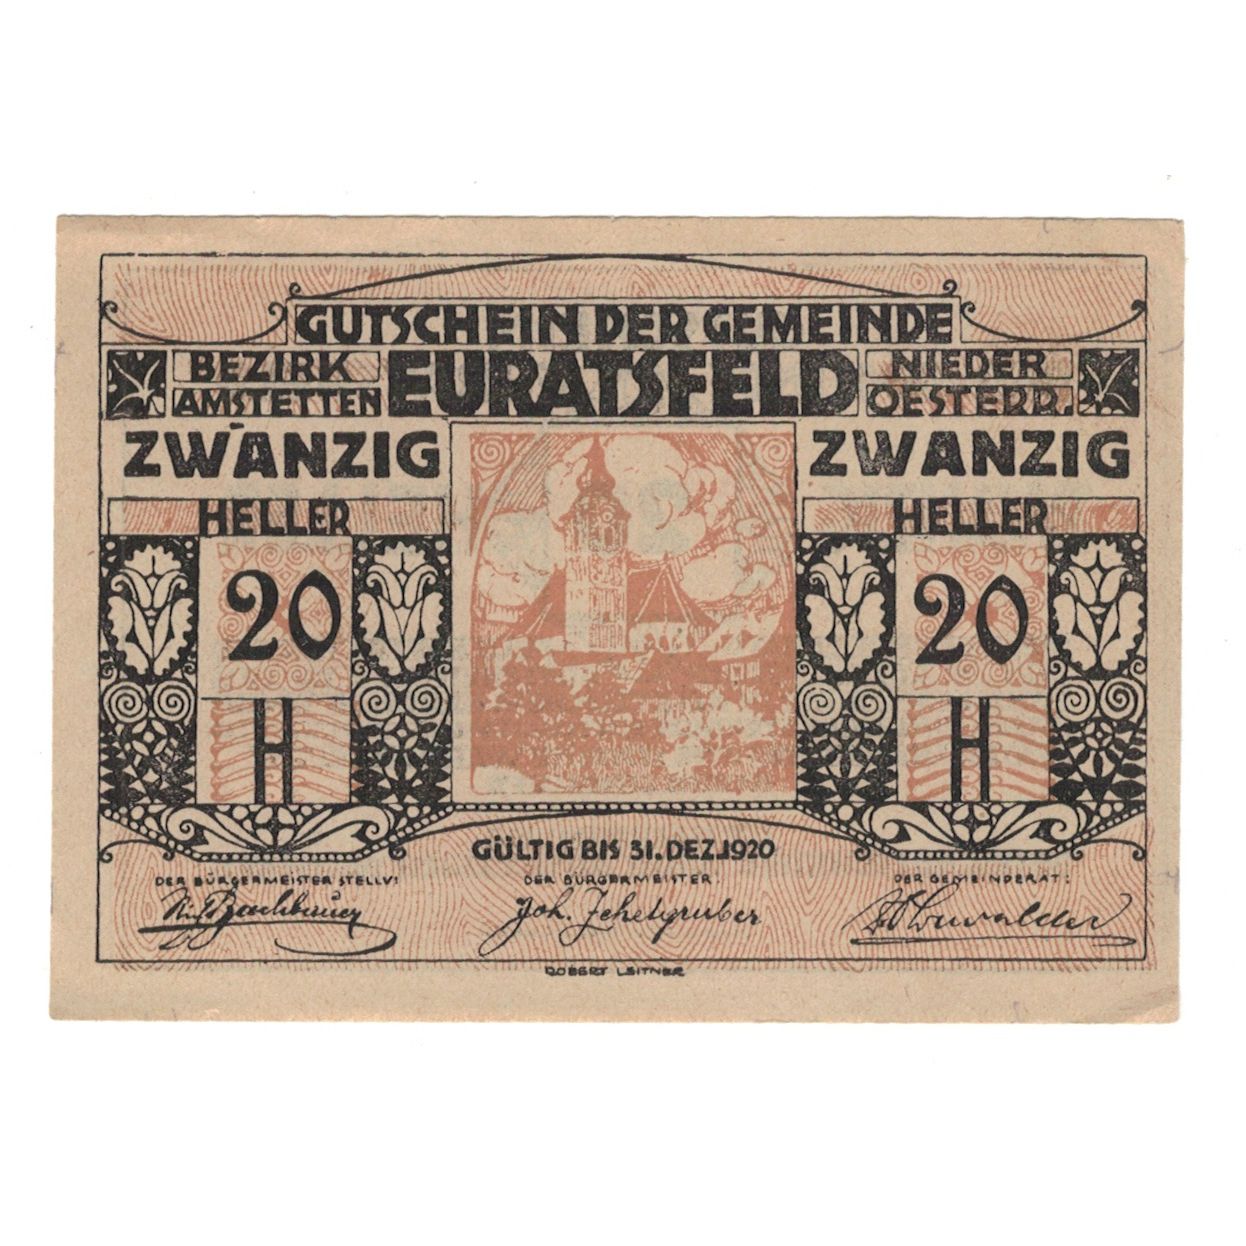 GUTSCHEIN DER GEMEINDE
BEZIRK AMSTETTEN
EURATSFELD
NIEDER OESTERR.
ZWANZIG HELLER
ZWANZIG HELLER
20 H
20 H
GÜLTIG BIS 31. DEZ. 1920
DER BÜRGERMEISTER STELLV:
DER BÜRGERMEISTER:
DER GEMEINDERAT:
Joh. Zehetgruber
ROBERT LEITNER